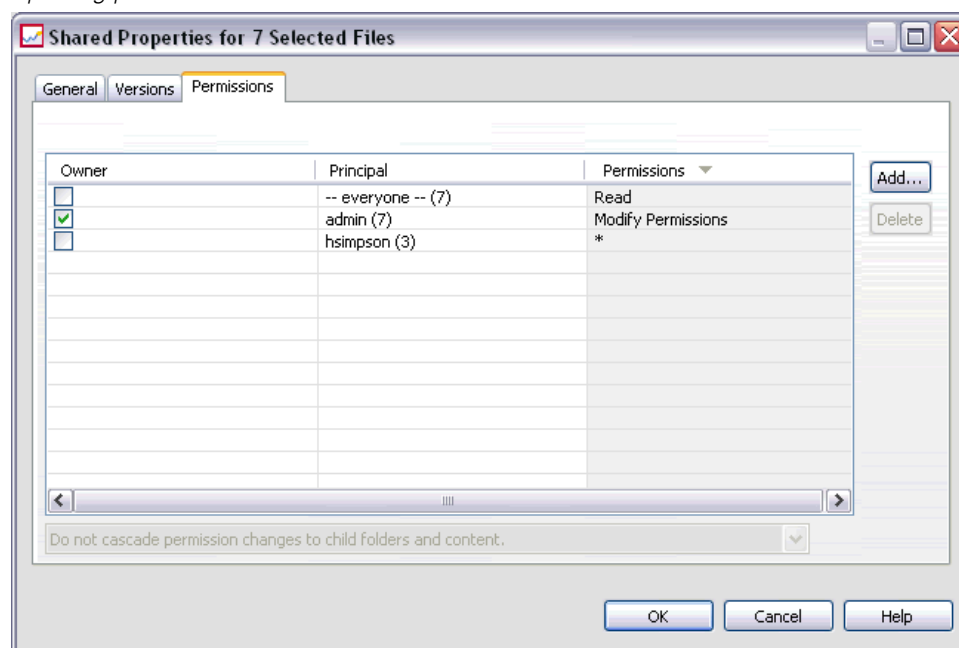 Shared Properties for 7 Selected Files
General Versions Permissions
Owner Principal Permissions
-- everyone -- (7) Read
admin (7) Modify Permissions
hsimpson (3) *
Add...
Delete
Do not cascade permission changes to child folders and content.
OK Cancel Help